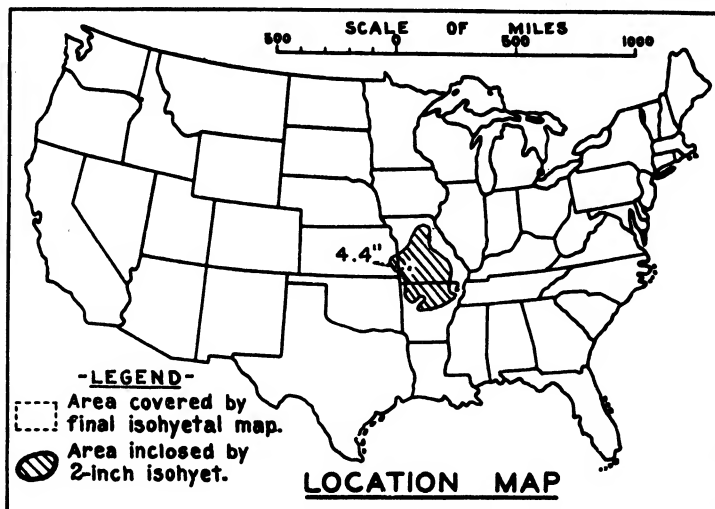 SCALE OF MILES
500 0 500 1000
4.4"
-LEGEND-
Area covered by
final isohyetal map.
Area inclosed by
2-inch isohyet.
LOCATION MAP